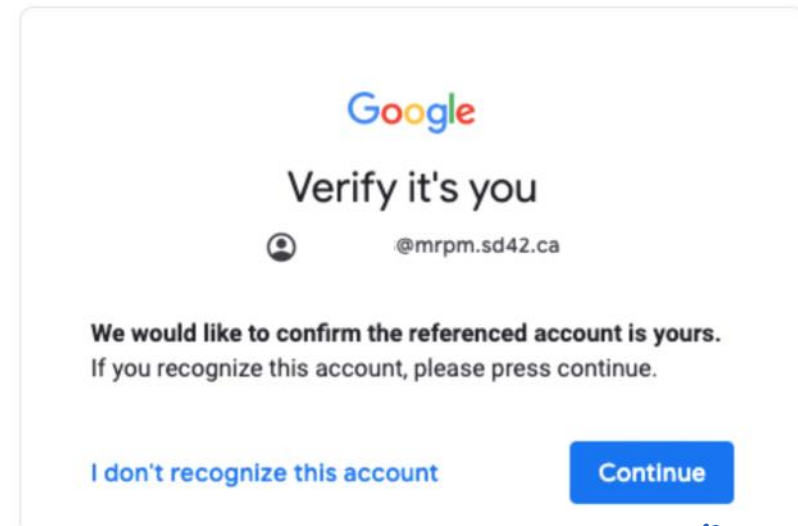 Google
Verify it's you
@mrpm.sd42.ca
We would like to confirm the referenced account is yours.
If you recognize this account, please press continue.
I don't recognize this account
Continue